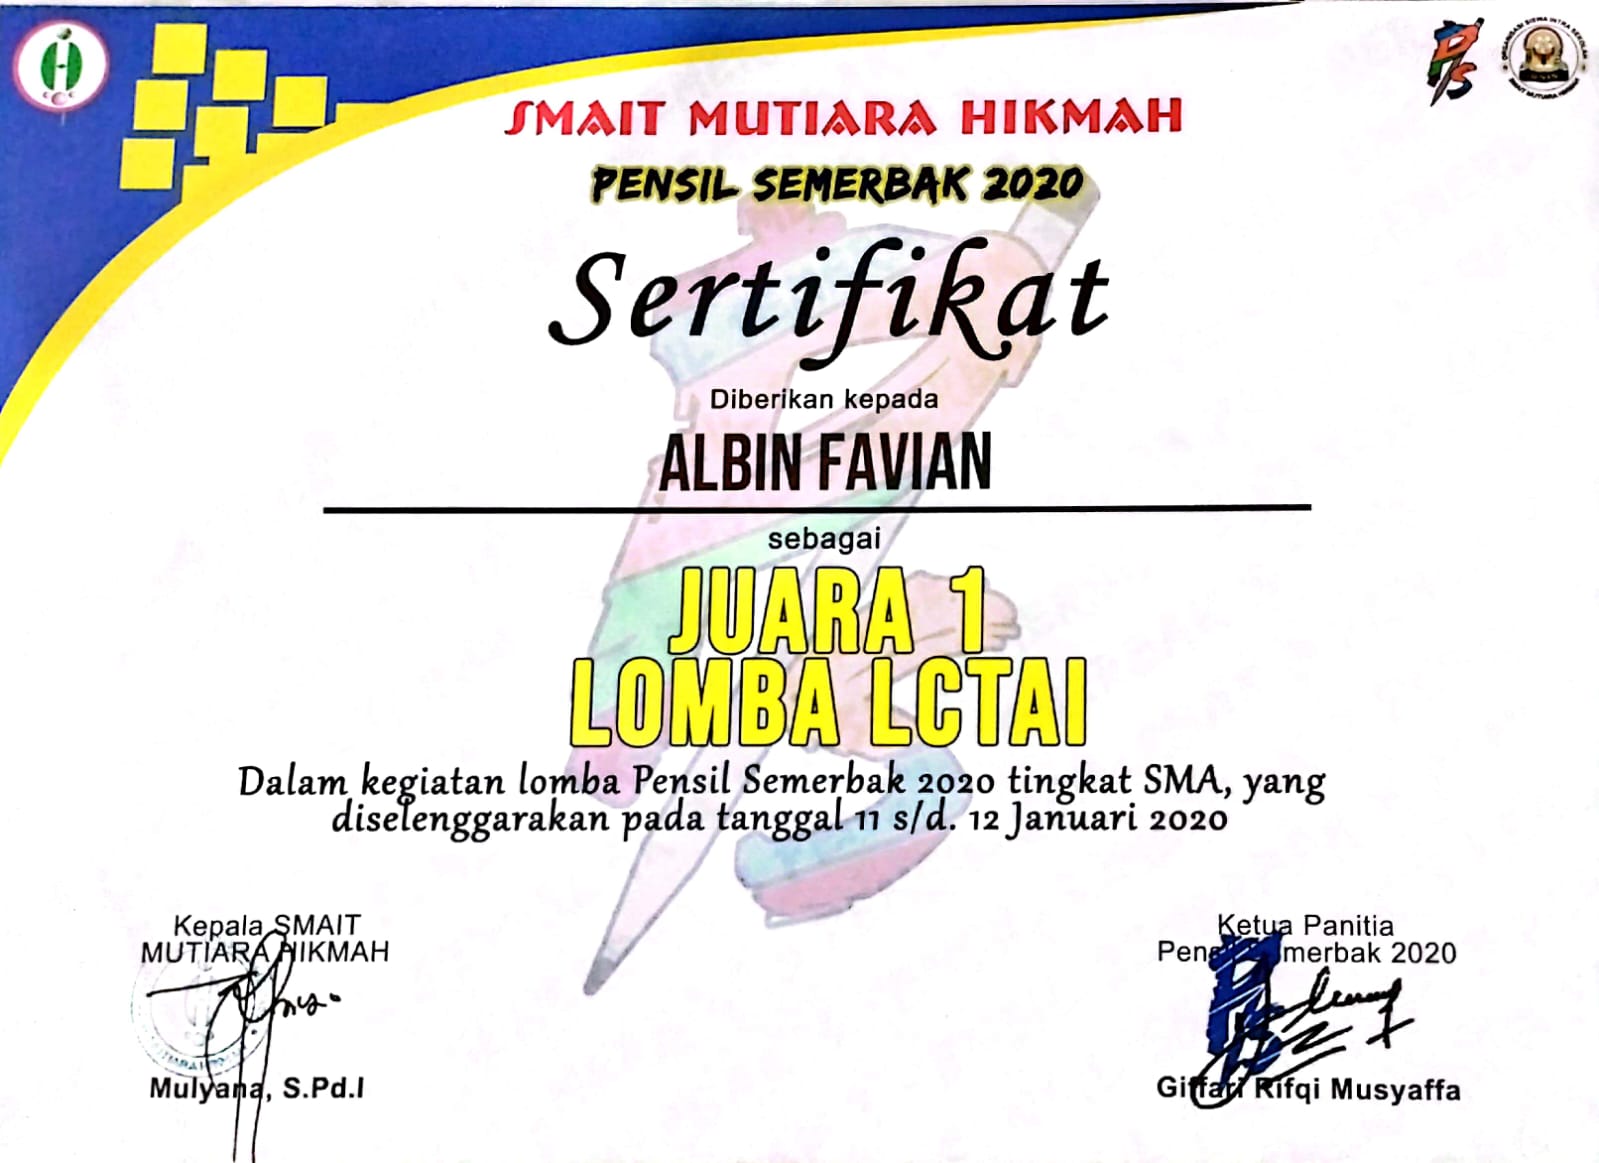 SMAIT MUTIARA HIKMAH
PENSIL SEMERBAK 2020
Sertifikat
Diberikan kepada
ALBIN FAVIAN
sebagai
JUARA 1
LOMBA LCTAI
Dalam kegiatan lomba Pensil Semerbak 2020 tingkat SMA, yang
diselenggarakan pada tanggal 11 s/d. 12 Januari 2020
Kepala SMAIT
MUTIARA HIKMAH
Mulyana, S.Pd.I
Ketua Panitia
Pensil Semerbak 2020
Giffari Rifqi Musyaffa